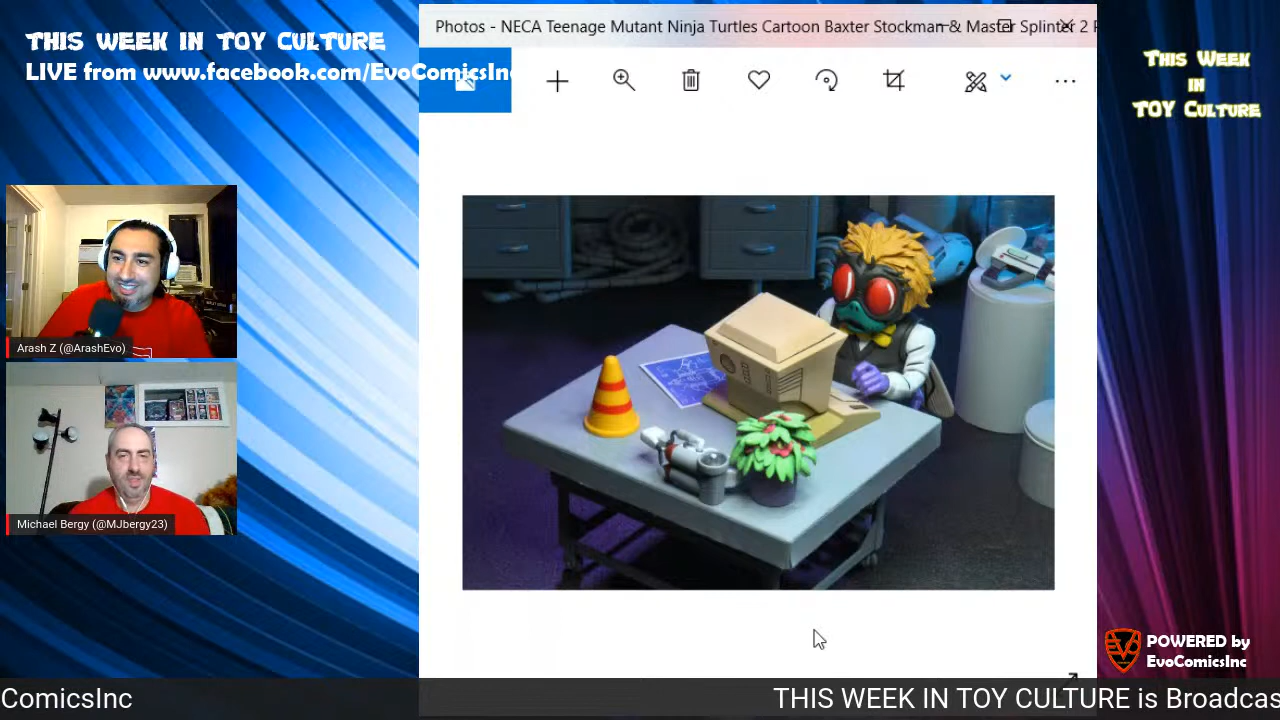 THIS WEEK IN TOY CULTURE
LIVE from www.facebook.com/EvoComicsInc
Photos - NECA Teenage Mutant Ninja Turtles Cartoon Baxter Stockman & Master Splinter 2 P
This Week
in
TOY Culture
Arash Z (@ArashEvo)
Michael Bergy (@MJbergy23)
POWERED by
EvoComicsInc
ComicsInc
THIS WEEK IN TOY CULTURE is Broadcas